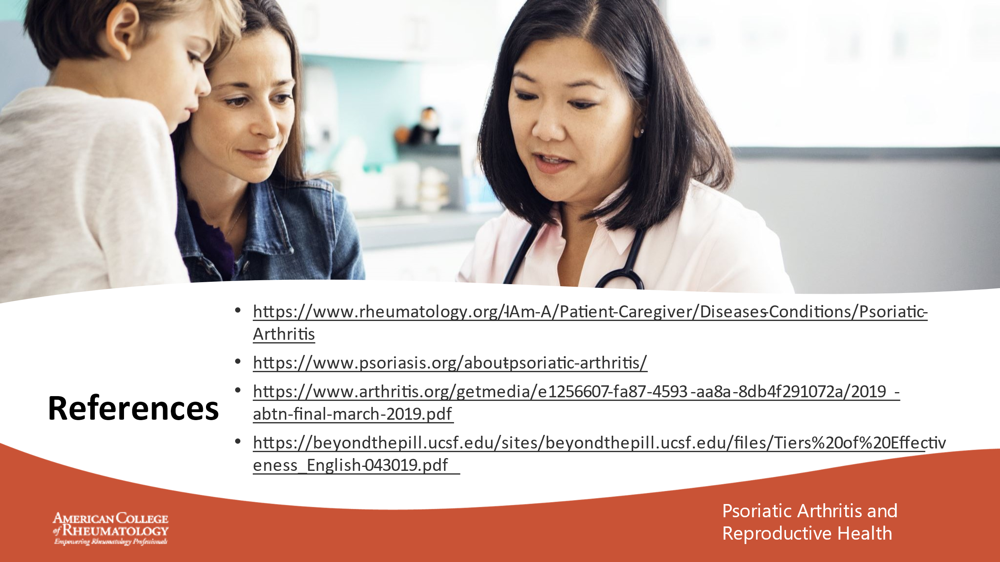 • https://www.rheumatology.org/I-Am-A/Patient-Caregiver/Diseases-Conditions/Psoriatic-
Arthritis
• https://www.psoriasis.org/about-psoriatic-arthritis/
• https://www.arthritis.org/getmedia/e1256607-fa87-4593-aa8a-8db4f291072a/2019-
abtn-final-march-2019.pdf
• https://beyondthepill.ucsf.edu/sites/beyondthepill.ucsf.edu/files/Tiers%20of%20Effectiv
eness_English-043019.pdf
References
AMERICAN COLLEGE
of RHEUMATOLOGY
Empowering Rheumatology Professionals
Psoriatic Arthritis and
Reproductive Health